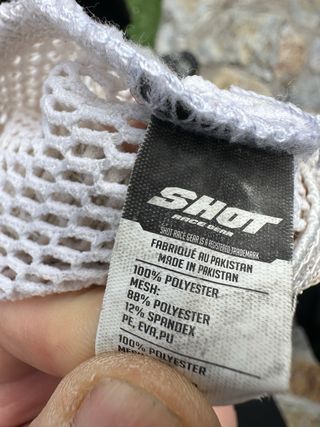 SHOT
RACE GEAR
SHOT RACE GEAR IS A REGISTERED TRADEMARK
FABRIQUÉ AU PAKISTAN
MADE IN PAKISTAN
100% POLYESTER
MESH:
88% POLYESTER
12% SPANDEX
PE, EVA,PU
100% POLYESTER